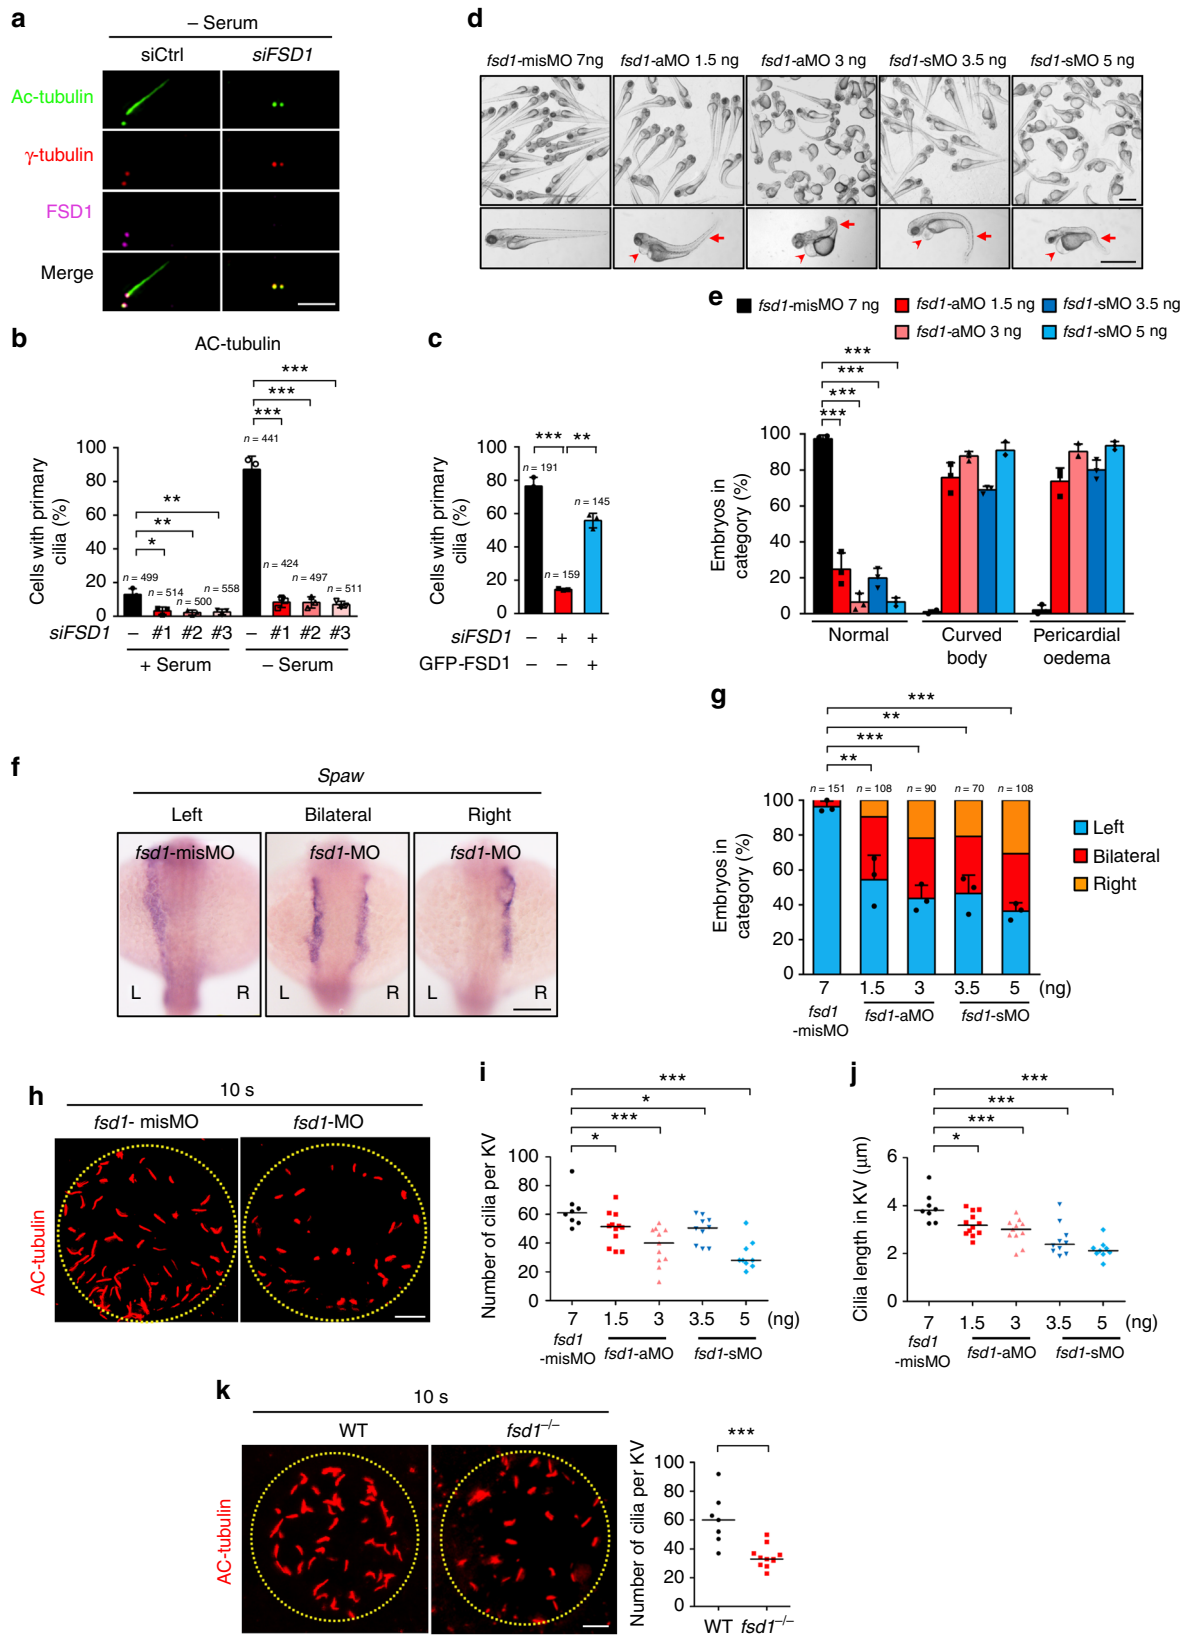 a
– Serum
siCtrl siFSD1
Ac-tubulin
γ-tubulin
FSD1
Merge
b
AC-tubulin
Cells with primary
cilia (%)
100
80
60
40
20
0
n = 499
n = 514
n = 500
n = 558
n = 441
n = 424
n = 497
n = 511
* ** ** *** *** ***
siFSD1 – #1 #2 #3 – #1 #2 #3
+ Serum – Serum
c
Cells with primary
cilia (%)
100
80
60
40
20
0
*** **
n = 191
n = 159
n = 145
siFSD1 – + +
GFP-FSD1 – – +
d
fsd1-misMO 7ng fsd1-aMO 1.5 ng fsd1-aMO 3 ng fsd1-sMO 3.5 ng fsd1-sMO 5 ng
e
fsd1-misMO 7 ng fsd1-aMO 1.5 ng fsd1-sMO 3.5 ng
fsd1-aMO 3 ng fsd1-sMO 5 ng
***
***
***
***
Embryos in
category (%)
100
80
60
40
20
0
Normal Curved
body Pericardial
oedema
f
Spaw
Left Bilateral Right
fsd1-misMO fsd1-MO fsd1-MO
L R L R L R
g
***
**
***
**
n = 151 n = 108 n = 90 n = 70 n = 108
Embryos in
category (%)
100
80
60
40
20
0
Left
Bilateral
Right
7 1.5 3 3.5 5 (ng)
fsd1
-misMO fsd1-aMO fsd1-sMO
h
10 s
fsd1- misMO fsd1-MO
AC-tubulin
i
***
*
***
*
Number of cilia per KV
100
80
60
40
20
0
7 1.5 3 3.5 5 (ng)
fsd1
-misMO fsd1-aMO fsd1-sMO
j
***
***
***
*
Cilia length in KV (μm)
6
4
2
0
7 1.5 3 3.5 5 (ng)
fsd1
-misMO fsd1-aMO fsd1-sMO
k
10 s
WT fsd1–/–
AC-tubulin
***
Number of cilia per KV
100
80
60
40
20
0
WT fsd1–/–